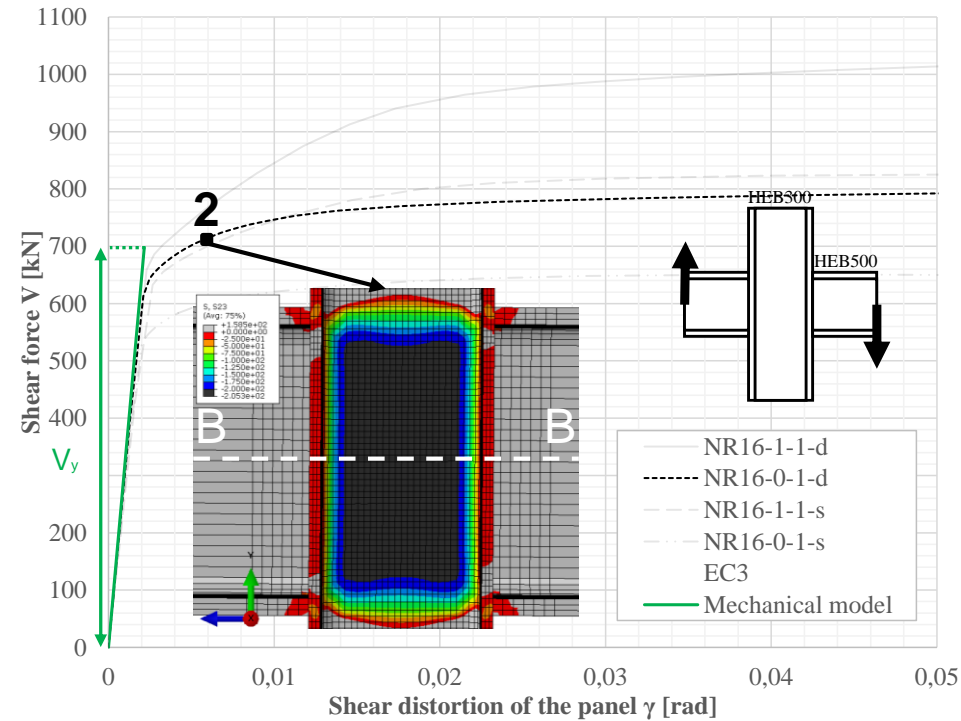 1100
1000
900
800
700
600
500
400
V_y
200
100
0
Shear force V [kN]
0
0,01
0,02
0,03
0,04
0,05
Shear distortion of the panel γ [rad]
2
S, S23
(Avg: 75%)
+1.585e+02
+0.000e+00
-2.500e+01
-5.000e+01
-7.500e+01
-1.000e+02
-1.250e+02
-1.500e+02
-1.750e+02
-2.000e+02
-2.053e+02
B
B
Y
X
HEB300
HEB500
NR16-1-1-d
NR16-0-1-d
NR16-1-1-s
NR16-0-1-s
EC3
Mechanical model